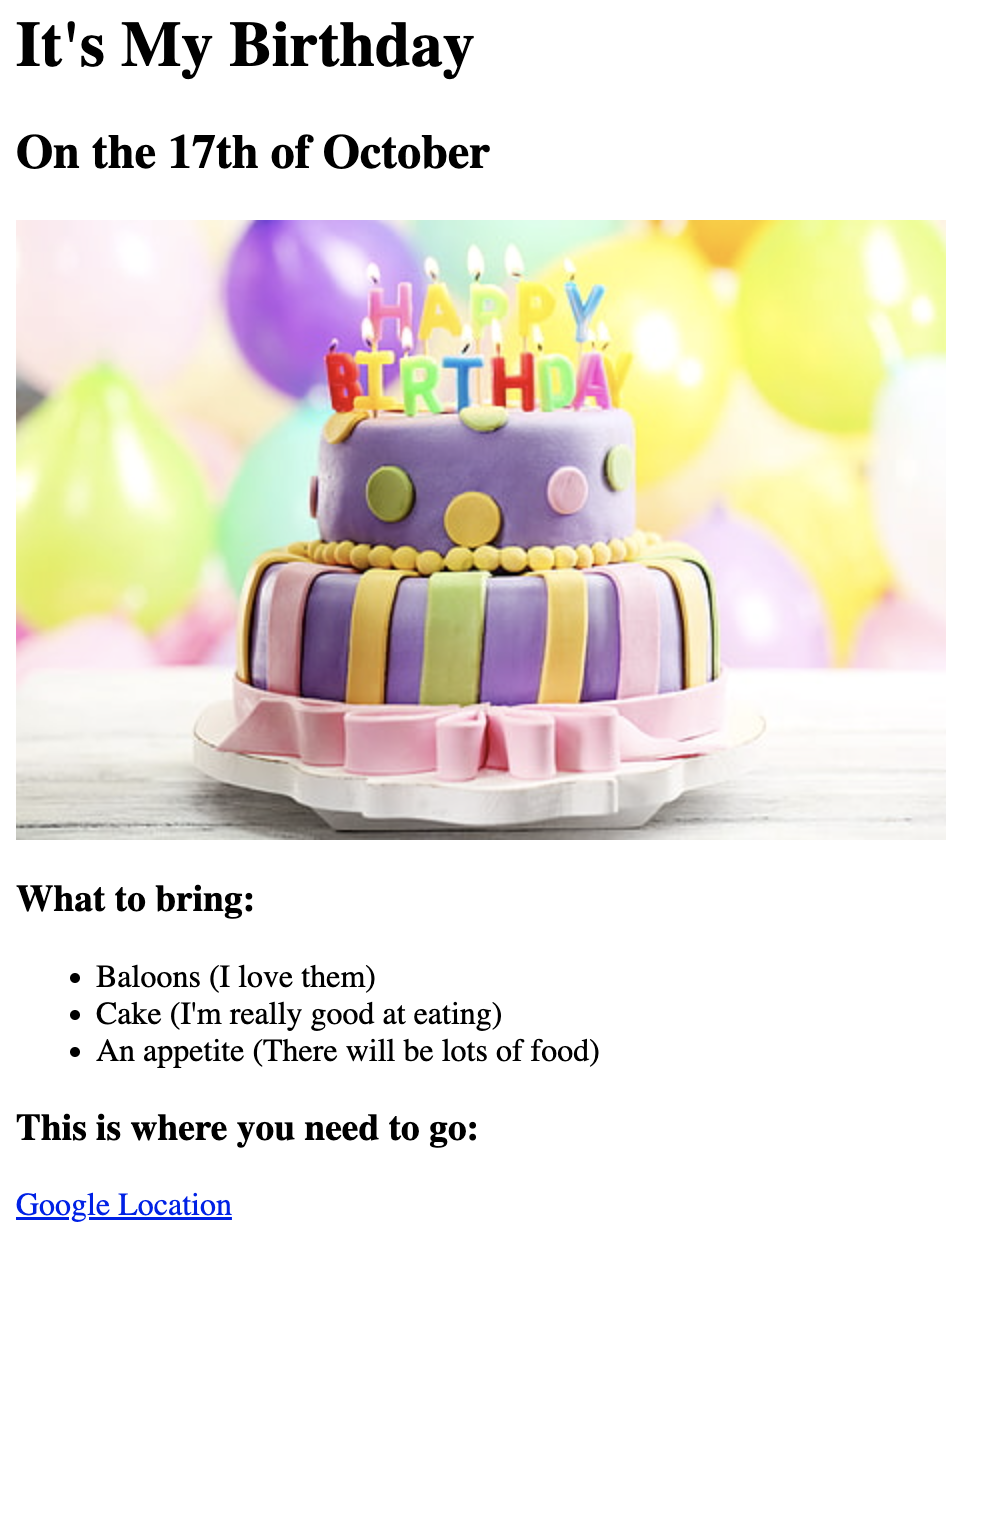 It's My Birthday
On the 17th of October
HAPPY
BIRTHDAY
What to bring:
Baloons (I love them)
Cake (I'm really good at eating)
An appetite (There will be lots of food)
This is where you need to go:
Google Location